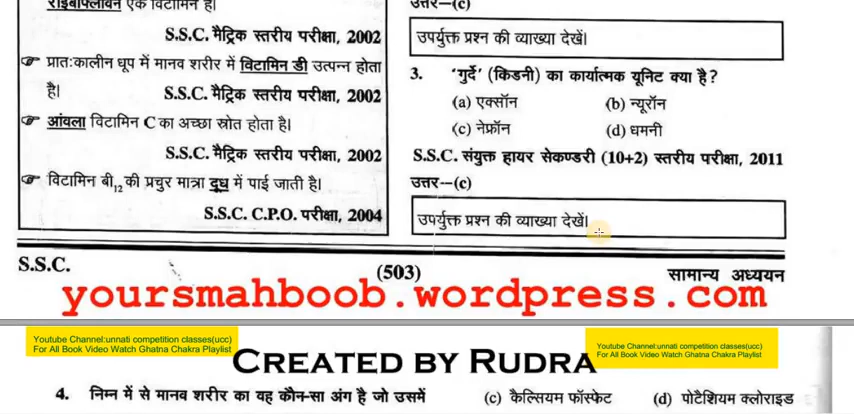 राइबोफ्लेविन एक विटामिन है।
S.S.C. मैट्रिक स्तरीय परीक्षा, 2002
☞ प्रातःकालीन धूप में मानव शरीर में विटामिन डी उत्पन्न होता
है। S.S.C. मैट्रिक स्तरीय परीक्षा, 2002
☞ आंवला विटामिन C का अच्छा स्रोत होता है।
S.S.C. मैट्रिक स्तरीय परीक्षा, 2002
☞ विटामिन बी₁₂ की प्रचुर मात्रा दूध में पाई जाती है।
S.S.C. C.P.O. परीक्षा, 2004
उत्तर—(c)
उपर्युक्त प्रश्न की व्याख्या देखें।
3. 'गुर्दे' (किडनी) का कार्यात्मक यूनिट क्या है?
(a) एक्सॉन (b) न्यूरॉन
(c) नेफ्रॉन (d) धमनी
S.S.C. संयुक्त हायर सेकण्डरी (10+2) स्तरीय परीक्षा, 2011
उत्तर—(c)
उपर्युक्त प्रश्न की व्याख्या देखें।
S.S.C. (503) सामान्य अध्ययन
yoursmahboob.wordpress.com
Youtube Channel:unnati competition classes(ucc)
For All Book Video Watch Ghatna Chakra Playlist
CREATED BY RUDRA
Youtube Channel:unnati competition classes(ucc)
For All Book Video Watch Ghatna Chakra Playlist
4. निम्न में से मानव शरीर का वह कौन-सा अंग है जो उसमें
(c) कैल्सियम फॉस्फेट (d) पोटैशियम क्लोराइड